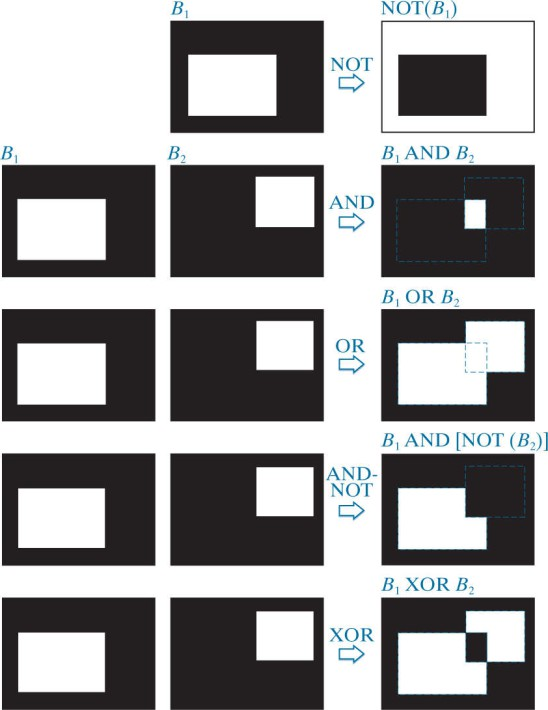 B₁ NOT(B₁)
NOT
B₁ B₂ B₁ AND B₂
AND
B₁ OR B₂
OR
B₁ AND [NOT (B₂)]
AND-
NOT
B₁ XOR B₂
XOR